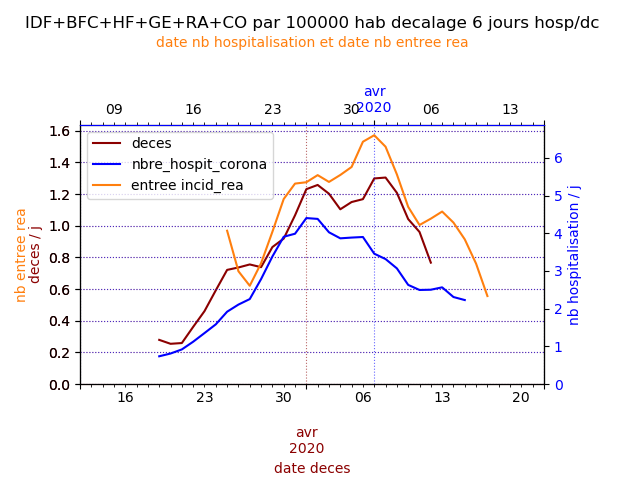 IDF+BFC+HF+GE+RA+CO par 100000 hab decalage 6 jours hosp/dc
date nb hospitalisation et date nb entree rea
avr
2020
09 16 23 30 06 13
deces
nbre_hospit_corona
entree incid_rea
1.6
1.4
1.2
1.0
0.8
0.6
0.4
0.2
0.0
nb entree rea
deces / j
6
5
4
3
2
1
0
nb hospitalisation / j
16 23 30 06 13 20
avr
2020
date deces